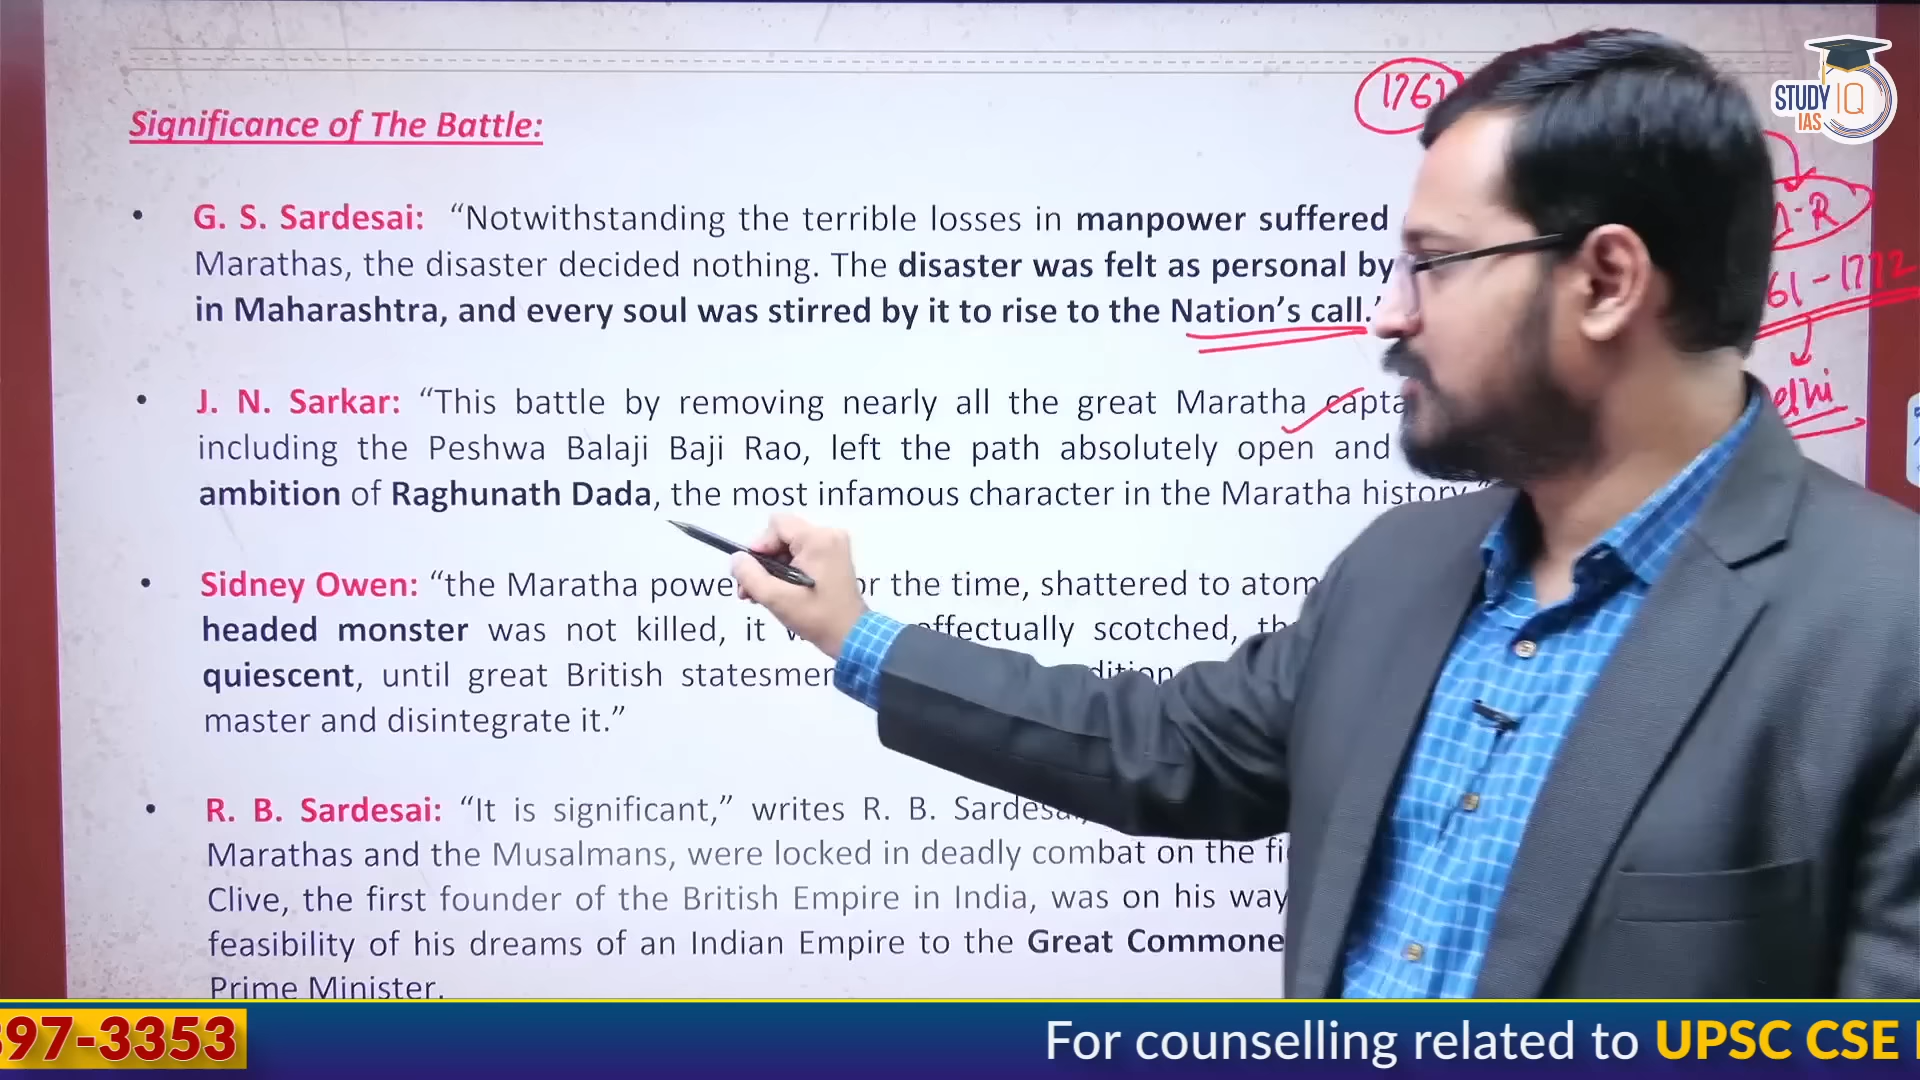 1761
STUDY IQ
IAS
Significance of The Battle:
G. S. Sardesai: “Notwithstanding the terrible losses in manpower suffered
Marathas, the disaster decided nothing. The disaster was felt as personal by
in Maharashtra, and every soul was stirred by it to rise to the Nation’s call.’
61 - 1772
J. N. Sarkar: “This battle by removing nearly all the great Maratha
including the Peshwa Balaji Baji Rao, left the path absolutely open and
ambition of Raghunath Dada, the most infamous character in the Maratha history.”
elhi
Sidney Owen: “the Maratha power or the time, shattered to atom
headed monster was not killed, it effectually scotched, th
quiescent, until great British statesmen
master and disintegrate it.”
R. B. Sardesai: “It is significant,” writes R. B. Sardesai,
Marathas and the Musalmans, were locked in deadly combat on the fi
Clive, the first founder of the British Empire in India, was on his way
feasibility of his dreams of an Indian Empire to the Great Commone
Prime Minister.
397-3353
For counselling related to UPSC CSE